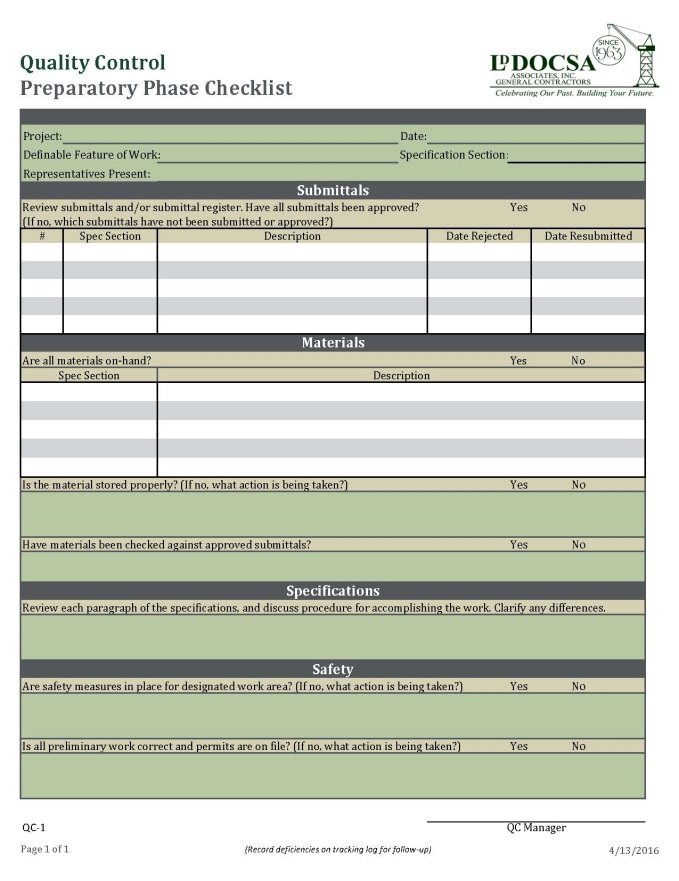 Quality Control
Preparatory Phase Checklist
SINCE
1963
LPDOCSA
ASSOCIATES, INC.
GENERAL CONTRACTORS
Celebrating Our Past. Building Your Future.
Project: Date:
Definable Feature of Work: Specification Section:
Representatives Present:
Submittals
Review submittals and/or submittal register. Have all submittals been approved? Yes No
(If no, which submittals have not been submitted or approved?)
# Spec Section Description Date Rejected Date Resubmitted
Materials
Are all materials on-hand? Yes No
Spec Section Description
Is the material stored properly? (If no, what action is being taken?) Yes No
Have materials been checked against approved submittals? Yes No
Specifications
Review each paragraph of the specifications, and discuss procedure for accomplishing the work. Clarify any differences.
Safety
Are safety measures in place for designated work area? (If no, what action is being taken?) Yes No
Is all preliminary work correct and permits are on file? (If no, what action is being taken?) Yes No
QC-1 QC Manager
Page 1 of 1 (Record deficiencies on tracking log for follow-up) 4/13/2016